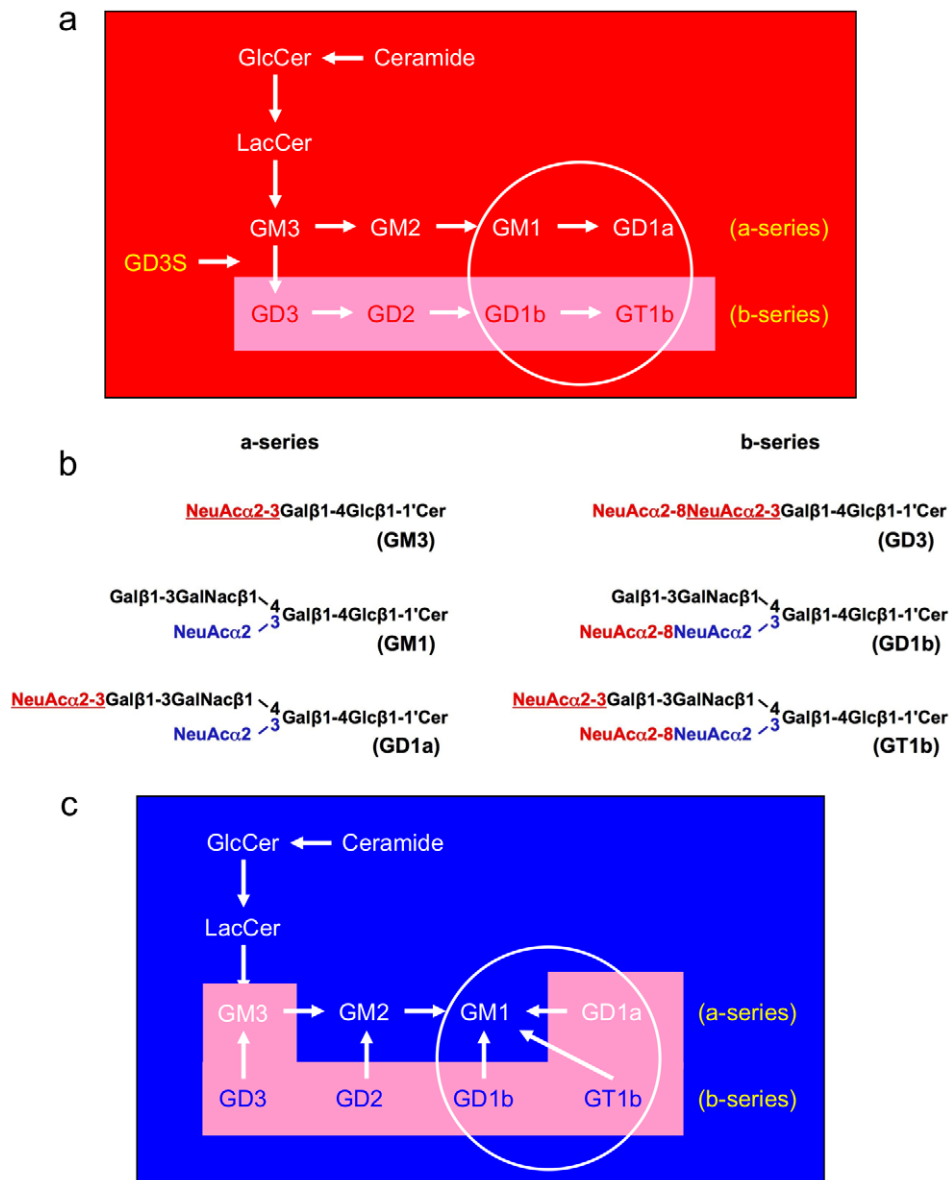 a
GlcCer Ceramide
LacCer
GM3 GM2 GM1 GD1a (a-series)
GD3S
GD3 GD2 GD1b GT1b (b-series)
a-series b-series
b
NeuAcα2-3Galβ1-4Glcβ1-1'Cer
(GM3)
NeuAcα2-8NeuAcα2-3Galβ1-4Glcβ1-1'Cer
(GD3)
Galβ1-3GalNacβ1
4
Galβ1-4Glcβ1-1'Cer
3
NeuAcα2
(GM1)
Galβ1-3GalNacβ1
4
Galβ1-4Glcβ1-1'Cer
3
NeuAcα2-8NeuAcα2
(GD1b)
NeuAcα2-3Galβ1-3GalNacβ1
4
Galβ1-4Glcβ1-1'Cer
3
NeuAcα2
(GD1a)
NeuAcα2-3Galβ1-3GalNacβ1
4
Galβ1-4Glcβ1-1'Cer
3
NeuAcα2-8NeuAcα2
(GT1b)
c
GlcCer Ceramide
LacCer
GM3 GM2 GM1 GD1a (a-series)
GD3 GD2 GD1b GT1b (b-series)